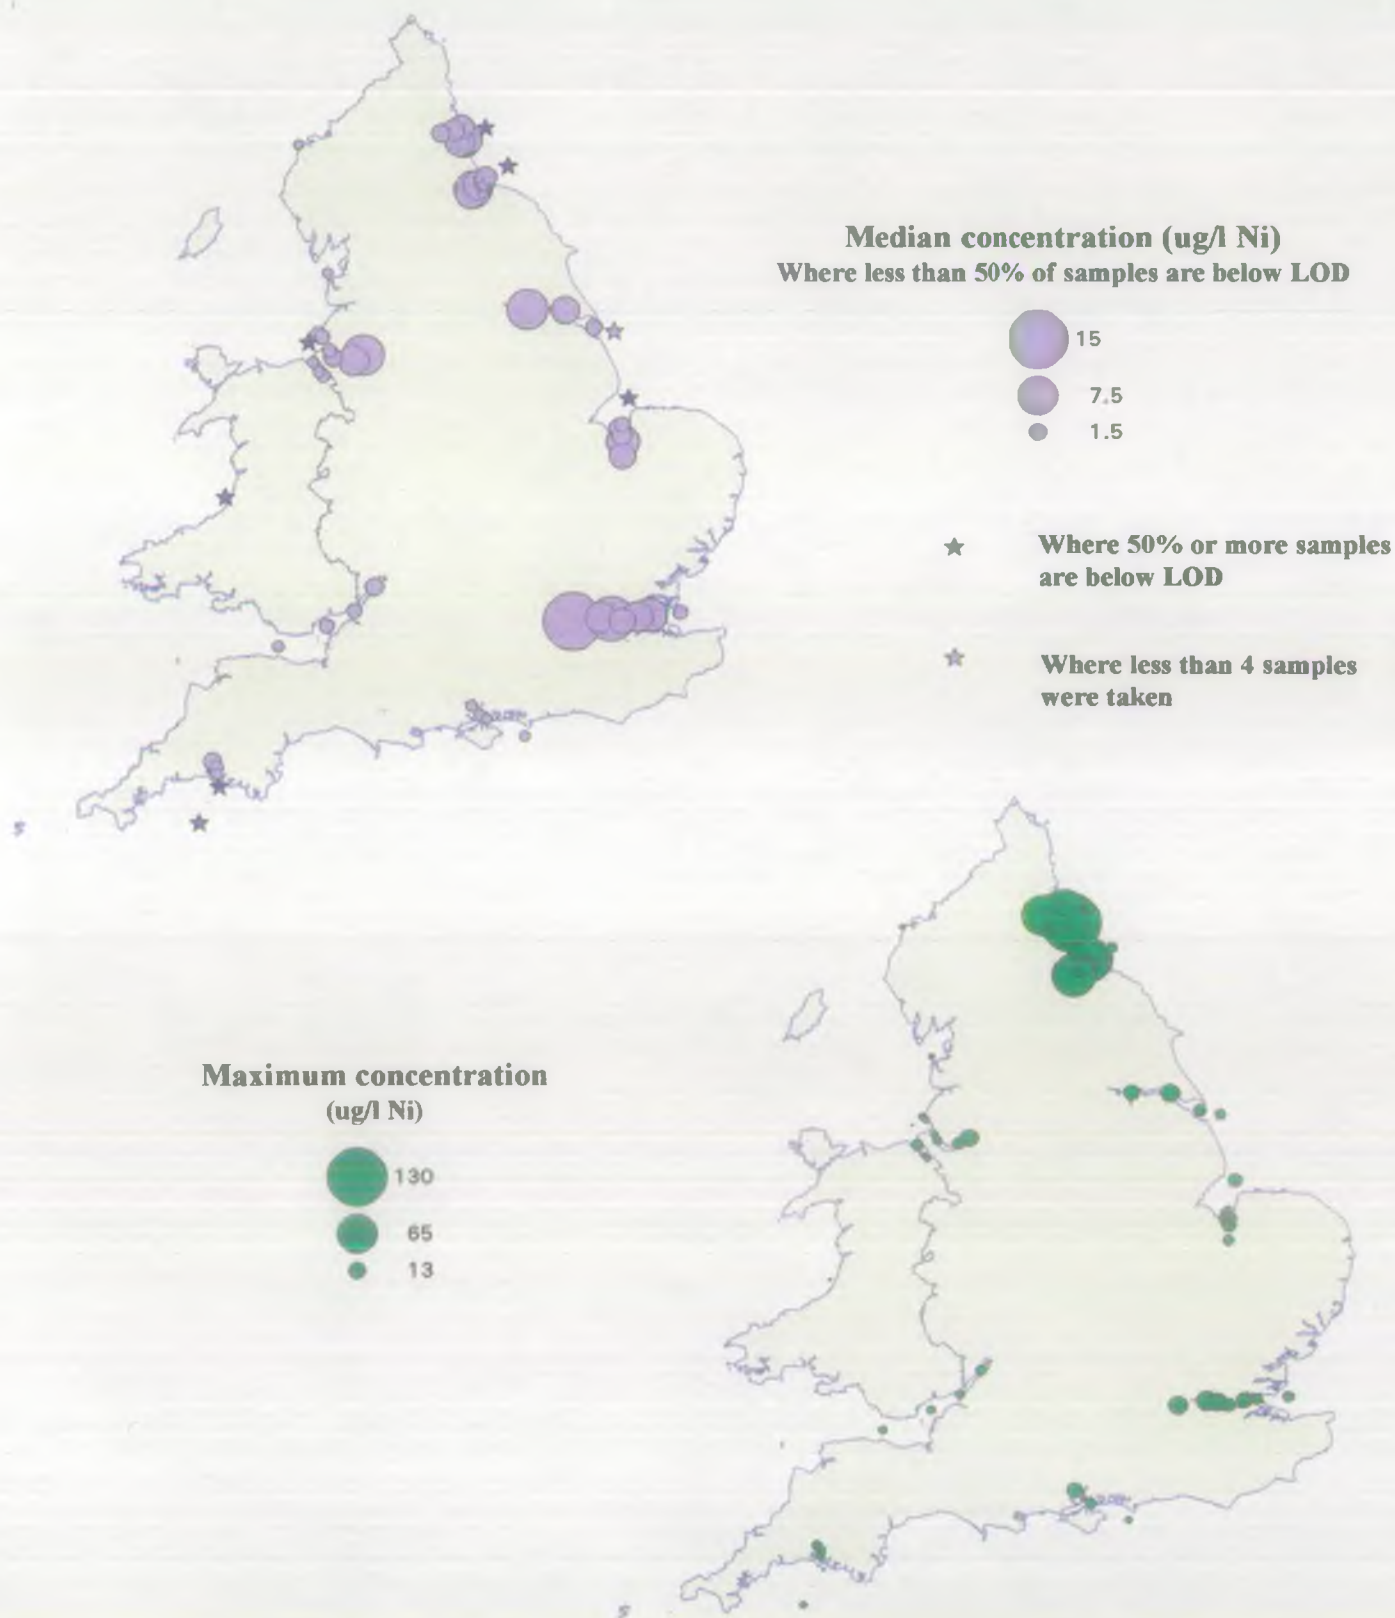 Median concentration (ug/l Ni)
Where less than 50% of samples are below LOD
15
7.5
1.5
Where 50% or more samples
are below LOD
Where less than 4 samples
were taken
Maximum concentration
(ug/l Ni)
130
65
13